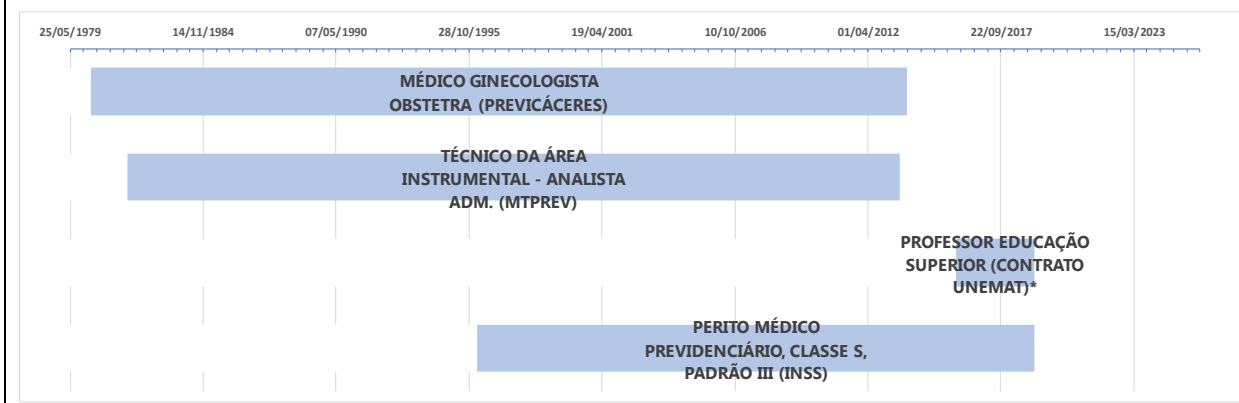 25/05/1979 14/11/1984 07/05/1990 28/10/1995 19/04/2001 10/10/2006 01/04/2012 22/09/2017 15/03/2023
MÉDICO GINECOLOGISTA
OBSTETRA (PREVICÁCERES)
TÉCNICO DA ÁREA
INSTRUMENTAL - ANALISTA
ADM. (MTPREV)
PROFESSOR EDUCAÇÃO
SUPERIOR (CONTRATO
UNEMAT)*
PERITO MÉDICO
PREVIDENCIÁRIO, CLASSE S,
PADRÃO III (INSS)